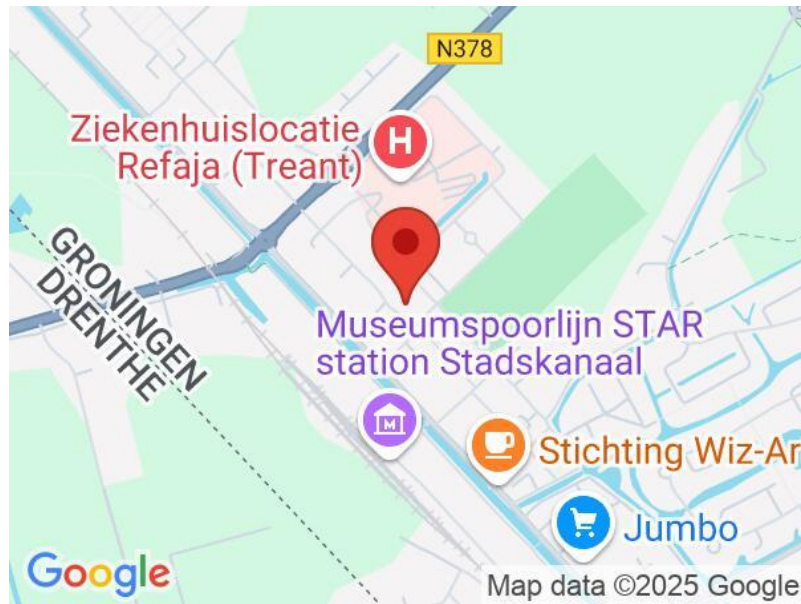 N378
Ziekenhuislocatie
Refaja (Treant)
H
GRONINGEN
DRENTHE
Museumspoorlijn STAR
station Stadskanaal
M
Stichting Wiz-Ar
Jumbo
Google
Map data ©2025 Google